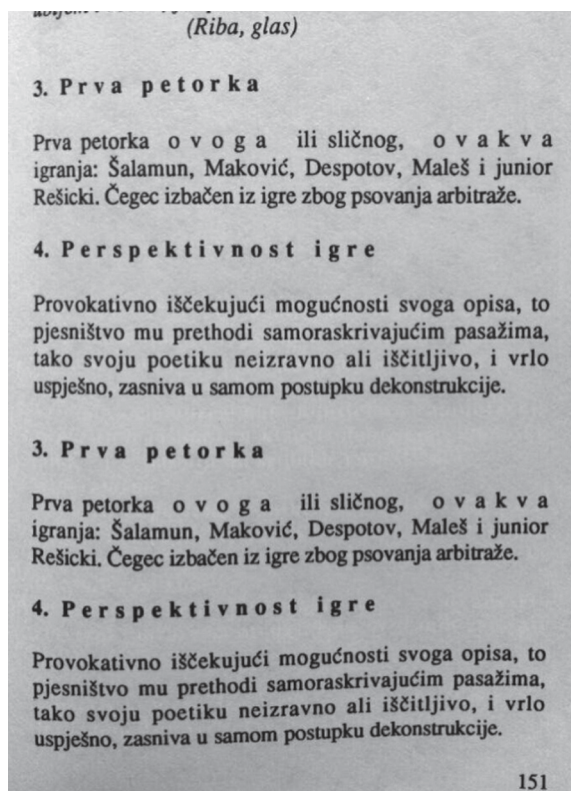 (Riba, glas)
3. Prva petorka
Prva petorka o v o g a ili sličnog, o v a k v a
igranja: Šalamun, Maković, Despotov, Maleš i junior
Rešicki. Čegec izbačen iz igre zbog psovanja arbitraže.
4. Perspektivnost igre
Provokativno iščekujući mogućnosti svoga opisa, to
pjesništvo mu prethodi samoraskrivajućim pasažima,
tako svoju poetiku neizravno ali iščitljivo, i vrlo
uspješno, zasniva u samom postupku dekonstrukcije.
3. Prva petorka
Prva petorka o v o g a ili sličnog, o v a k v a
igranja: Šalamun, Maković, Despotov, Maleš i junior
Rešicki. Čegec izbačen iz igre zbog psovanja arbitraže.
4. Perspektivnost igre
Provokativno iščekujući mogućnosti svoga opisa, to
pjesništvo mu prethodi samoraskrivajućim pasažima,
tako svoju poetiku neizravno ali iščitljivo, i vrlo
uspješno, zasniva u samom postupku dekonstrukcije.
151